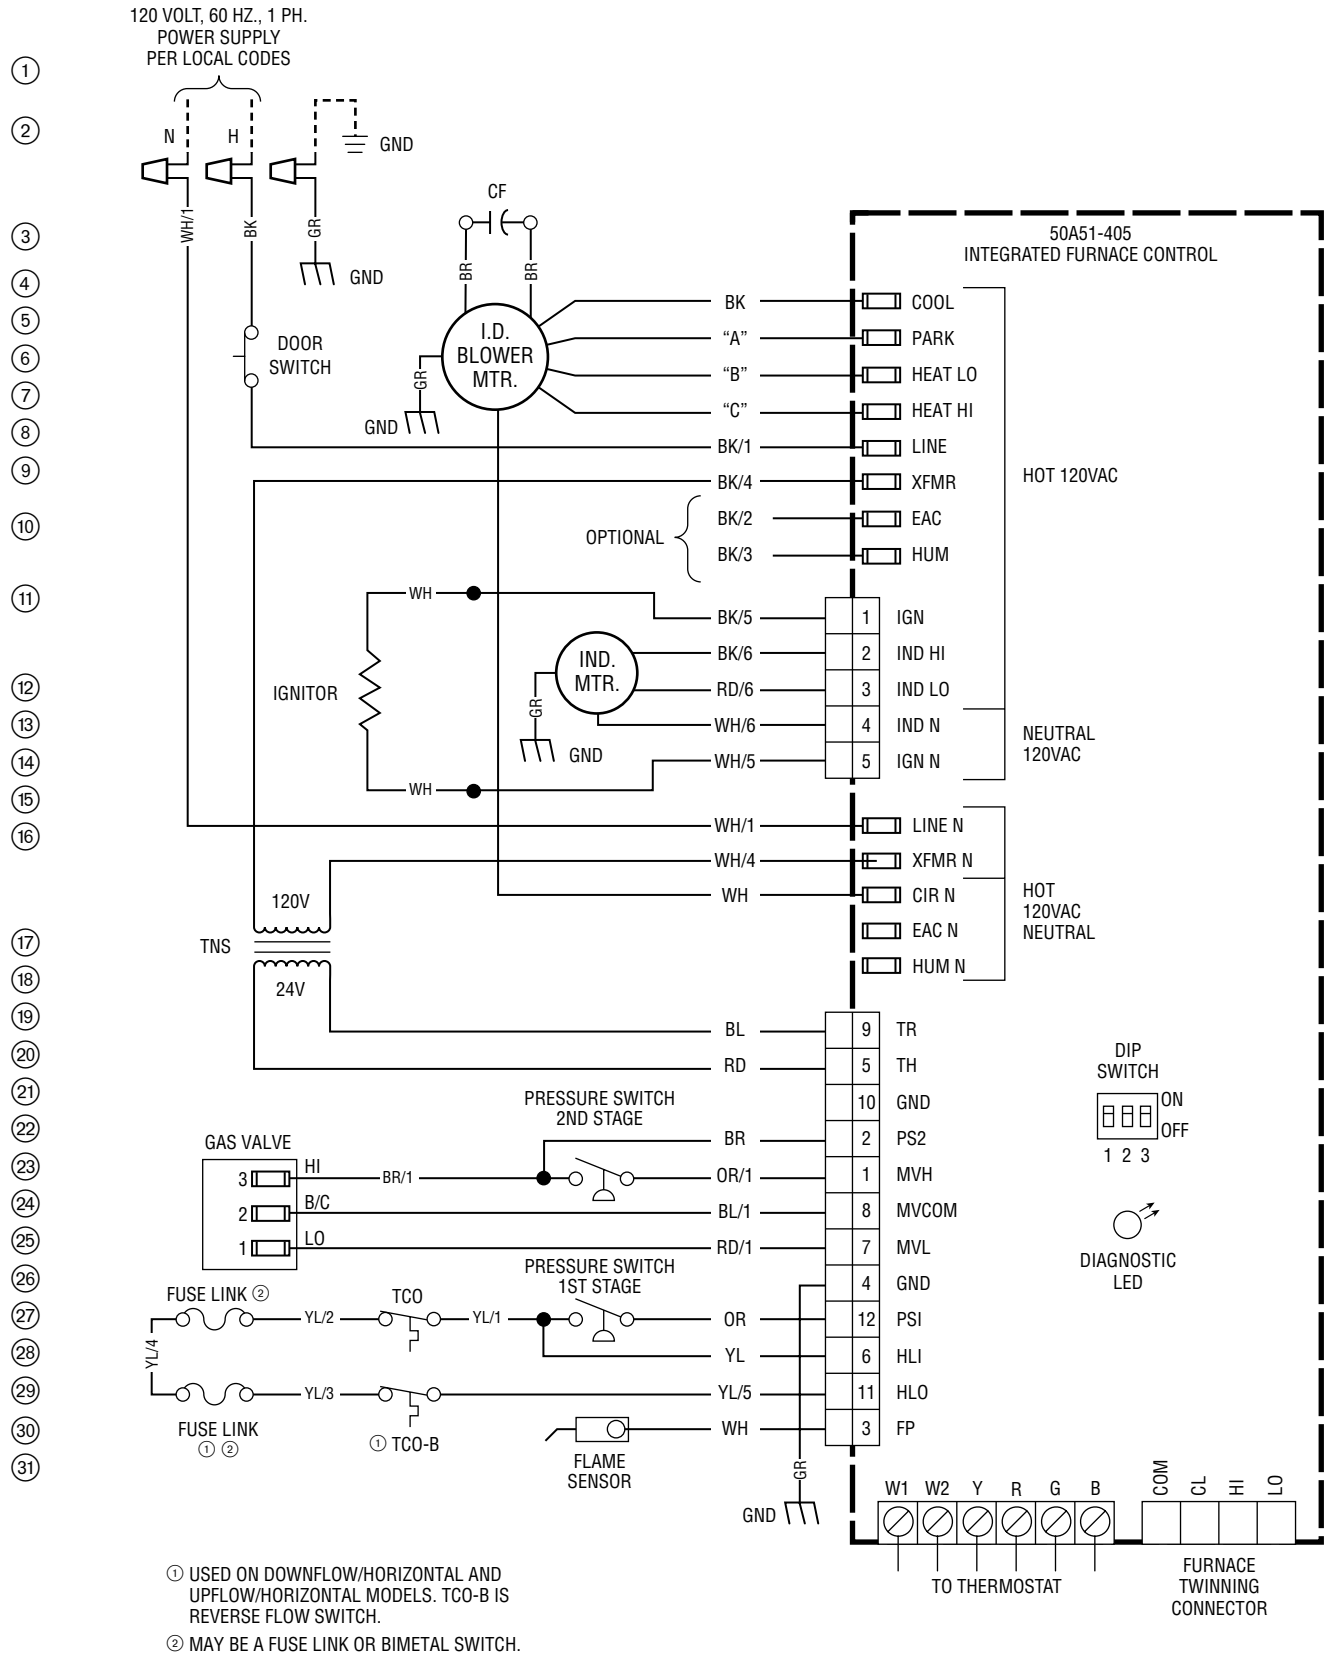 120 VOLT, 60 HZ., 1 PH.
POWER SUPPLY
PER LOCAL CODES
1
2
N
H
GND
WH/1
BK
GR
GND
3
4
5
6
7
8
9
10
11
12
13
14
15
16
17
18
19
20
21
22
23
24
25
26
27
28
29
30
31
CF
BR
BR
I.D.
BLOWER
MTR.
GR
GND
DOOR
SWITCH
50A51-405
INTEGRATED FURNACE CONTROL
BK COOL
“A” PARK
“B” HEAT LO
“C” HEAT HI
BK/1 LINE
BK/4 XFMR
HOT 120VAC
OPTIONAL
BK/2 EAC
BK/3 HUM
WH
BK/5 1 IGN
IND.
MTR.
GR
GND
BK/6 2 IND HI
RD/6 3 IND LO
WH/6 4 IND N
WH/5 5 IGN N
NEUTRAL
120VAC
IGNITOR
WH
WH/1 LINE N
WH/4 XFMR N
WH CIR N
EAC N
HUM N
HOT
120VAC
NEUTRAL
120V
TNS
24V
BL 9 TR
RD 5 TH
10 GND
PRESSURE SWITCH
2ND STAGE
BR 2 PS2
GAS VALVE
3 HI BR/1 OR/1 1 MVH
2 B/C BL/1 8 MVCOM
1 LO RD/1 7 MVL
PRESSURE SWITCH
1ST STAGE
4 GND
FUSE LINK ②
TCO
YL/2 YL/1 OR 12 PSI
YL 6 HLI
YL/4
YL/3 YL/5 11 HLO
FUSE LINK
① ②
① TCO-B
WH 3 FP
FLAME
SENSOR
GR
GND
DIP
SWITCH
ON
OFF
1 2 3
DIAGNOSTIC
LED
W1 W2 Y R G B
TO THERMOSTAT
COM CL HI LO
FURNACE
TWINNING
CONNECTOR
① USED ON DOWNFLOW/HORIZONTAL AND
UPFLOW/HORIZONTAL MODELS. TCO-B IS
REVERSE FLOW SWITCH.
② MAY BE A FUSE LINK OR BIMETAL SWITCH.